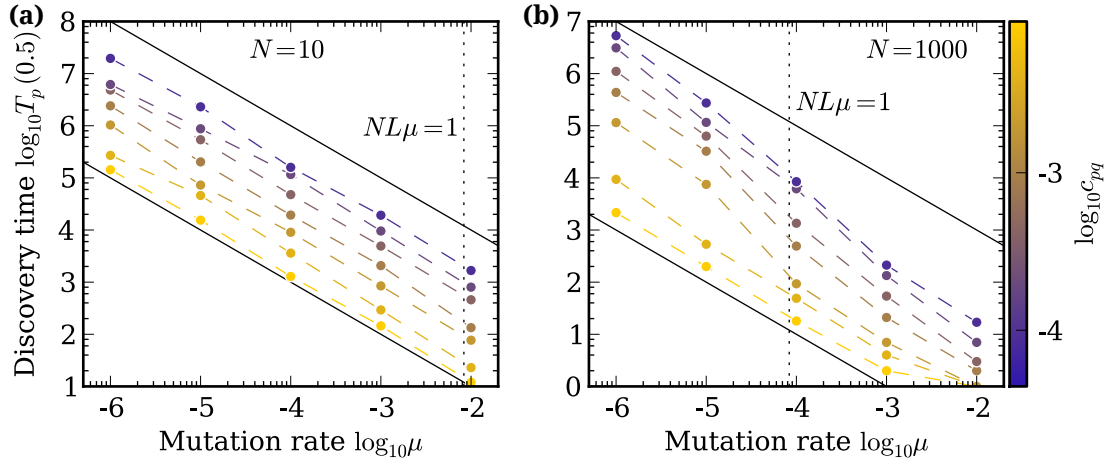 (a)
(b)
8
7
6
5
4
3
2
1
Discovery time log₁₀Tₚ(0.5)
N=10
NLμ=1
-6
-5
-4
-3
-2
Mutation rate log₁₀μ
7
6
5
4
3
2
1
0
N=1000
NLμ=1
-6
-5
-4
-3
-2
Mutation rate log₁₀μ
-3
-4
log₁₀c_pq